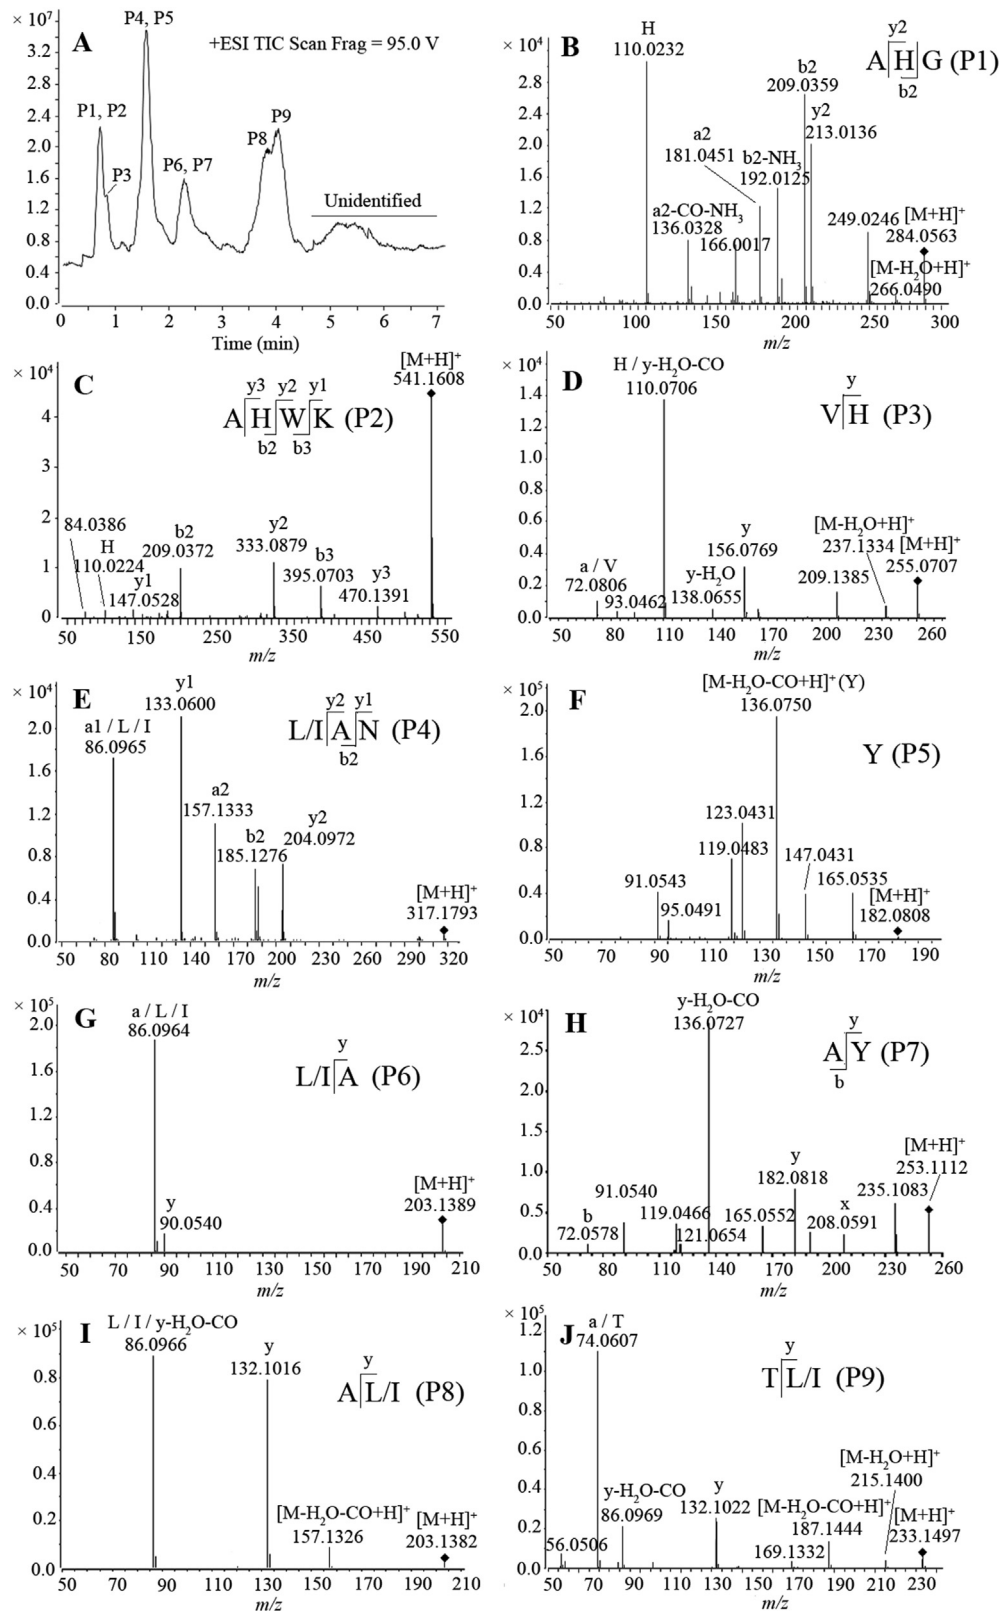 A
+ESI TIC Scan Frag = 95.0 V
× 10⁷
3.2
2.8
2.4
2.0
1.6
1.2
0.8
0.4
0.0
P4, P5
P1, P2
P3
P6, P7
P8
P9
Unidentified
0 1 2 3 4 5 6 7
Time (min)
B
A H G (P1)
y2
b2
× 10⁴
3.0
2.5
2.0
1.5
1.0
0.5
0.0
H
110.0232
b2
209.0359
y2
213.0136
a2
181.0451
b2-NH₃
192.0125
a2-CO-NH₃
136.0328
166.0017
249.0246
[M+H]⁺
284.0563
[M-H₂O+H]⁺
266.0490
50 100 150 200 250 300
m/z
C
A H W K (P2)
y3 y2 y1
b2 b3
× 10⁴
4
3
2
1
0
[M+H]⁺
541.1608
84.0386
H
110.0224
y1
147.0528
b2
209.0372
y2
333.0879
b3
395.0703
y3
470.1391
50 150 250 350 450 550
m/z
D
V H (P3)
y
× 10⁴
1.6
1.4
1.2
1.0
0.8
0.6
0.4
0.2
0.0
H / y-H₂O-CO
110.0706
a / V
72.0806
93.0462
y-H₂O
138.0655
y
156.0769
209.1385
[M-H₂O+H]⁺
237.1334
[M+H]⁺
255.0707
50 80 110 140 170 200 230 260
m/z
E
L/I A N (P4)
y2 y1
b2
× 10⁴
2.0
1.6
1.2
0.8
0.4
0.0
a1 / L / I
86.0965
y1
133.0600
a2
157.1333
b2
185.1276
y2
204.0972
[M+H]⁺
317.1793
50 80 110 140 170 200 230 260 290 320
m/z
F
Y (P5)
× 10⁵
2.0
1.6
1.2
0.8
0.4
0.0
[M-H₂O-CO+H]⁺ (Y)
136.0750
123.0431
119.0483
91.0543
95.0491
147.0431
165.0535
[M+H]⁺
182.0808
50 70 90 110 130 150 170 190
m/z
G
L/I A (P6)
y
× 10⁵
2.0
1.6
1.2
0.8
0.4
0.0
a / L / I
86.0964
y
90.0540
[M+H]⁺
203.1389
50 70 90 110 130 150 170 190 210
m/z
H
A Y (P7)
y
b
× 10⁴
2.5
2.0
1.5
1.0
0.5
0.0
y-H₂O-CO
136.0727
b
72.0578
91.0540
119.0466
121.0654
165.0552
y
182.0818
x
208.0591
235.1083
[M+H]⁺
253.1112
50 80 110 140 170 200 230 260
m/z
I
A L/I (P8)
y
× 10⁵
0.8
0.6
0.4
0.2
0.0
L / I / y-H₂O-CO
86.0966
y
132.1016
[M-H₂O-CO+H]⁺
157.1326
[M+H]⁺
203.1382
50 70 90 110 130 150 170 190 210
m/z
J
T L/I (P9)
y
× 10⁵
1.2
1.0
0.8
0.6
0.4
0.2
0.0
a / T
74.0607
56.0506
y-H₂O-CO
86.0969
y
132.1022
[M-H₂O-CO+H]⁺
187.1444
169.1332
[M-H₂O+H]⁺
215.1400
[M+H]⁺
233.1497
50 70 90 110 130 150 170 190 210 230
m/z